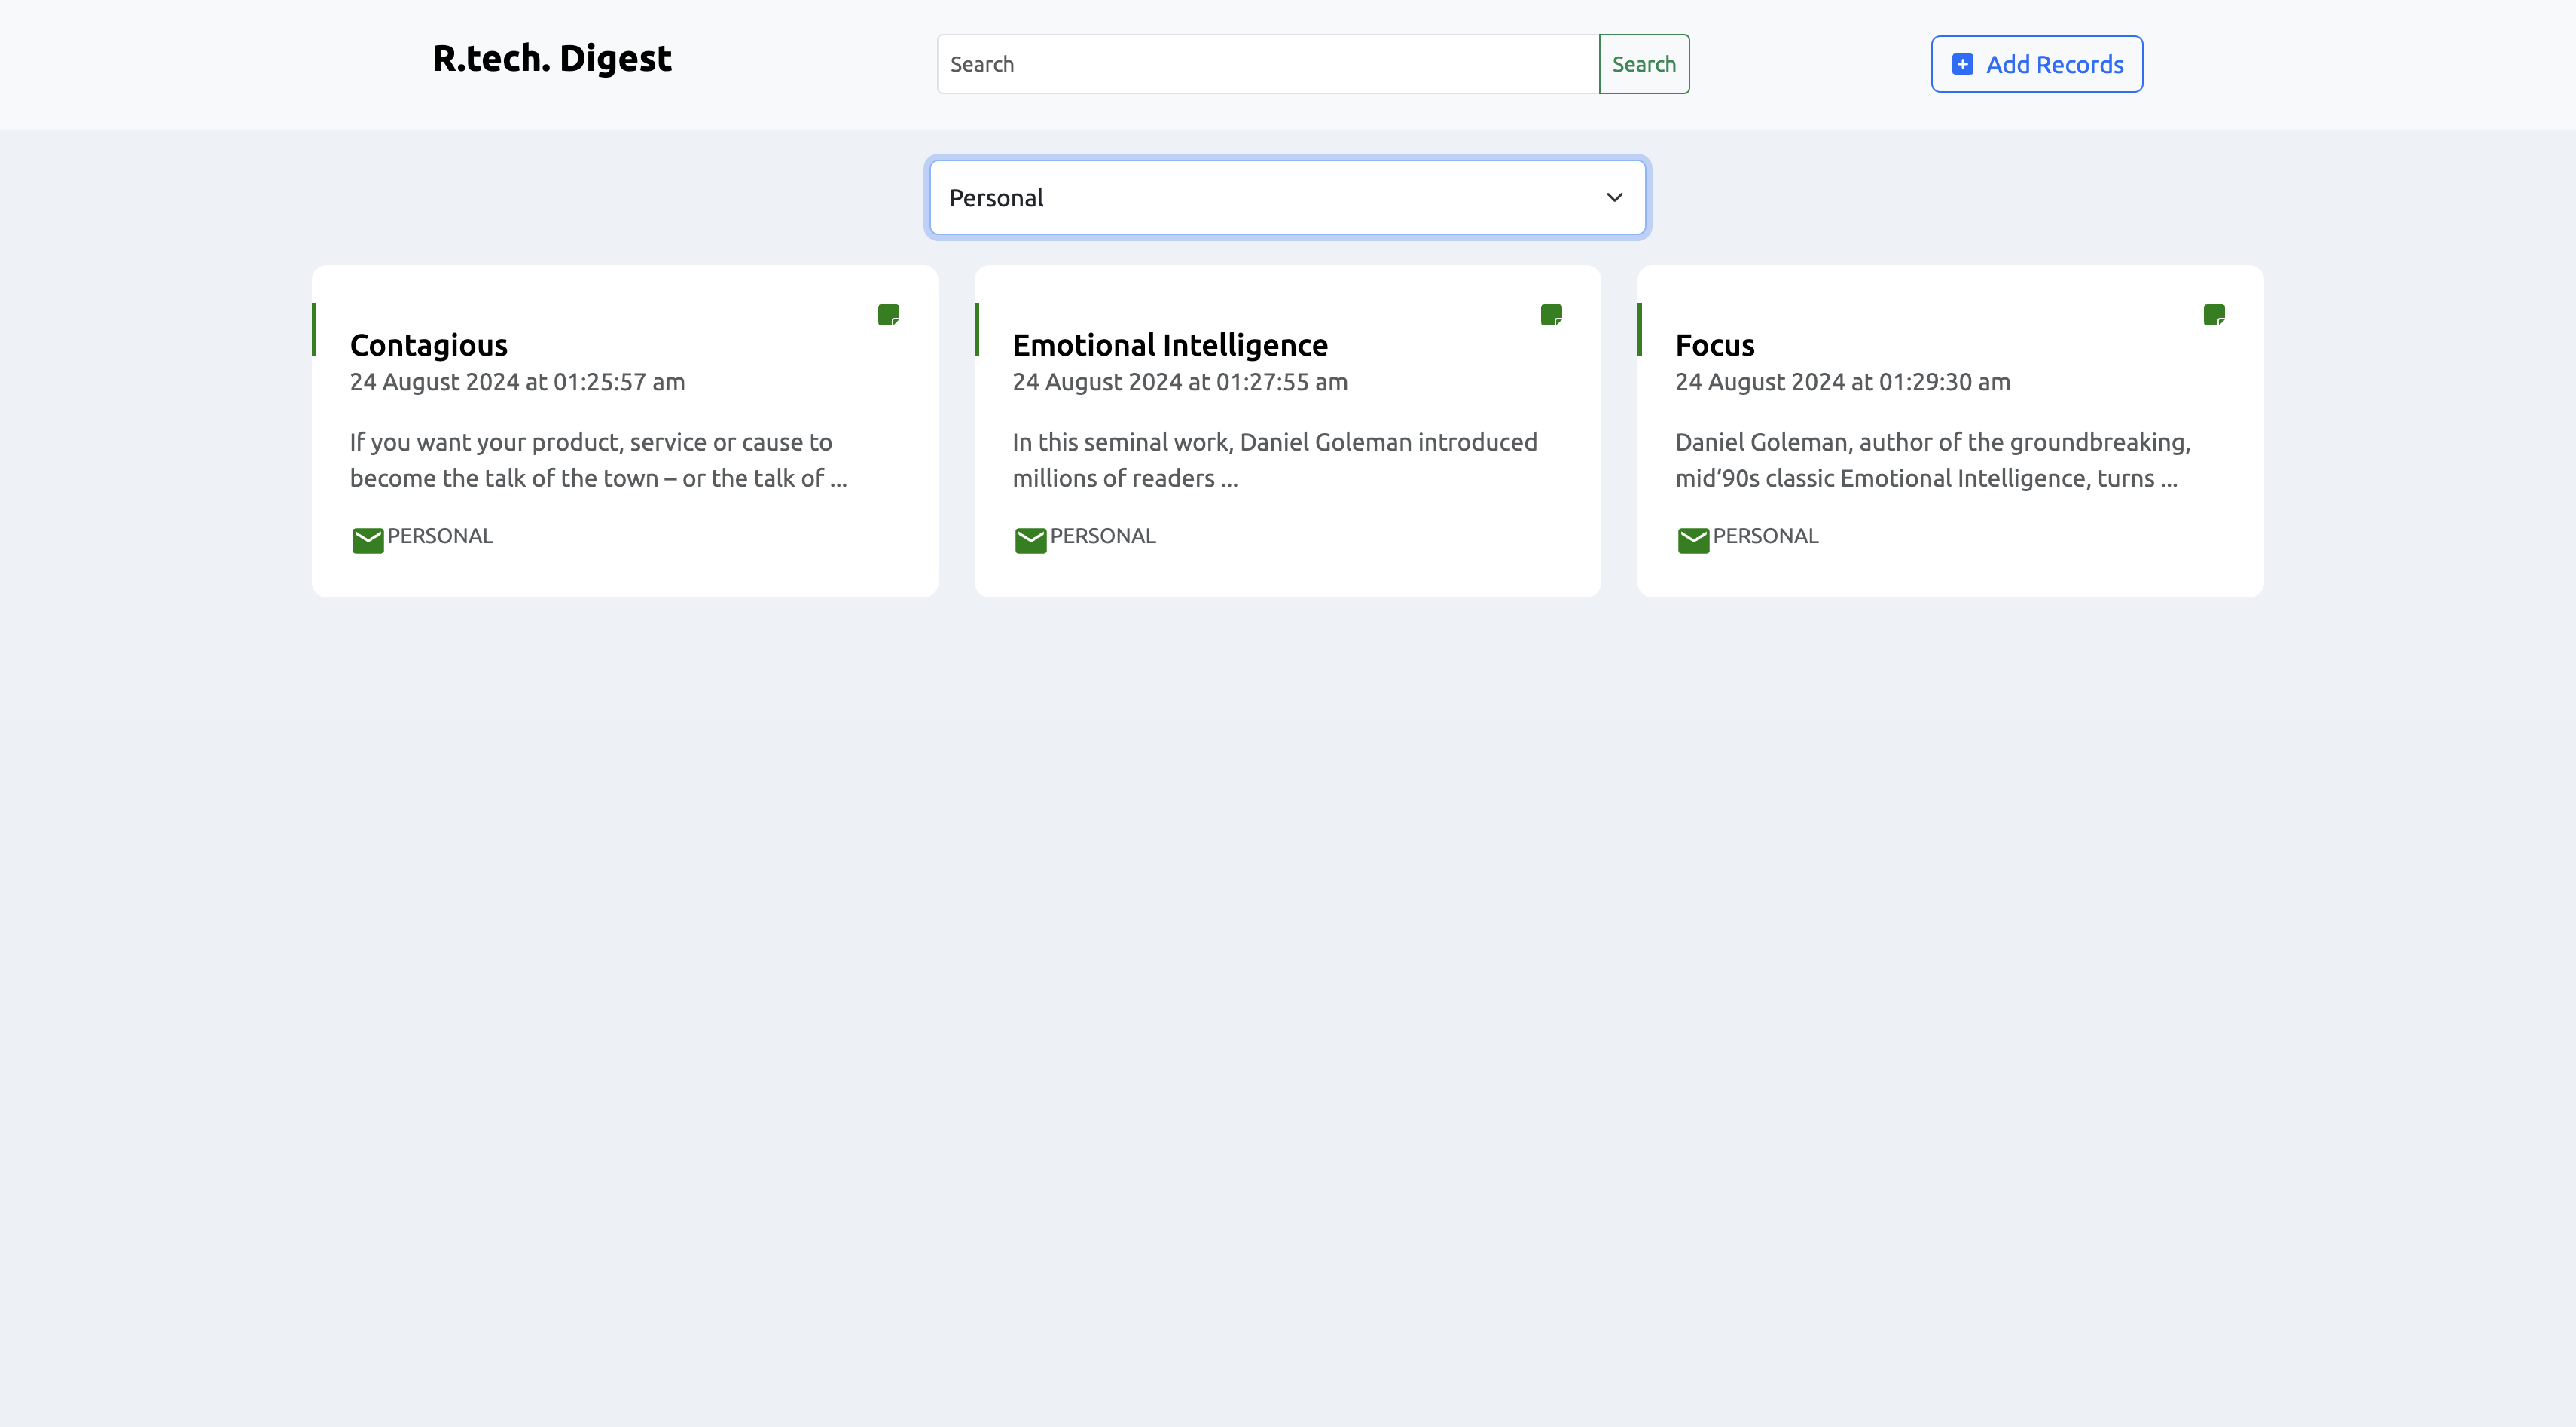 R.tech. Digest
Search
Search
Add Records
Personal
Contagious
24 August 2024 at 01:25:57 am
If you want your product, service or cause to
become the talk of the town – or the talk of ...
PERSONAL
Emotional Intelligence
24 August 2024 at 01:27:55 am
In this seminal work, Daniel Goleman introduced
millions of readers ...
PERSONAL
Focus
24 August 2024 at 01:29:30 am
Daniel Goleman, author of the groundbreaking,
mid‘90s classic Emotional Intelligence, turns ...
PERSONAL